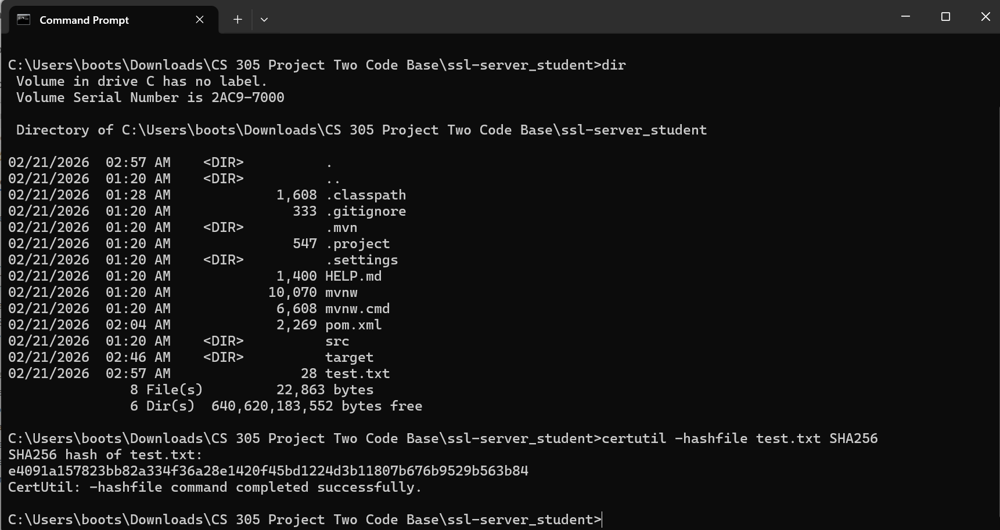 Command Prompt
C:\Users\boots\Downloads\CS 305 Project Two Code Base\ssl-server_student>dir
 Volume in drive C has no label.
 Volume Serial Number is 2AC9-7000

 Directory of C:\Users\boots\Downloads\CS 305 Project Two Code Base\ssl-server_student

02/21/2026  02:57 AM    <DIR>          .
02/21/2026  01:20 AM    <DIR>          ..
02/21/2026  01:28 AM             1,608 .classpath
02/21/2026  01:20 AM               333 .gitignore
02/21/2026  01:20 AM    <DIR>          .mvn
02/21/2026  01:20 AM               547 .project
02/21/2026  01:20 AM    <DIR>          .settings
02/21/2026  01:20 AM             1,400 HELP.md
02/21/2026  01:20 AM            10,070 mvnw
02/21/2026  01:20 AM             6,608 mvnw.cmd
02/21/2026  02:04 AM             2,269 pom.xml
02/21/2026  01:20 AM    <DIR>          src
02/21/2026  02:46 AM    <DIR>          target
02/21/2026  02:57 AM                28 test.txt
               8 File(s)         22,863 bytes
               6 Dir(s)  640,620,183,552 bytes free

C:\Users\boots\Downloads\CS 305 Project Two Code Base\ssl-server_student>certutil -hashfile test.txt SHA256
SHA256 hash of test.txt:
e4091a157823bb82a334f36a28e1420f45bd1224d3b11807b676b9529b563b84
CertUtil: -hashfile command completed successfully.

C:\Users\boots\Downloads\CS 305 Project Two Code Base\ssl-server_student>